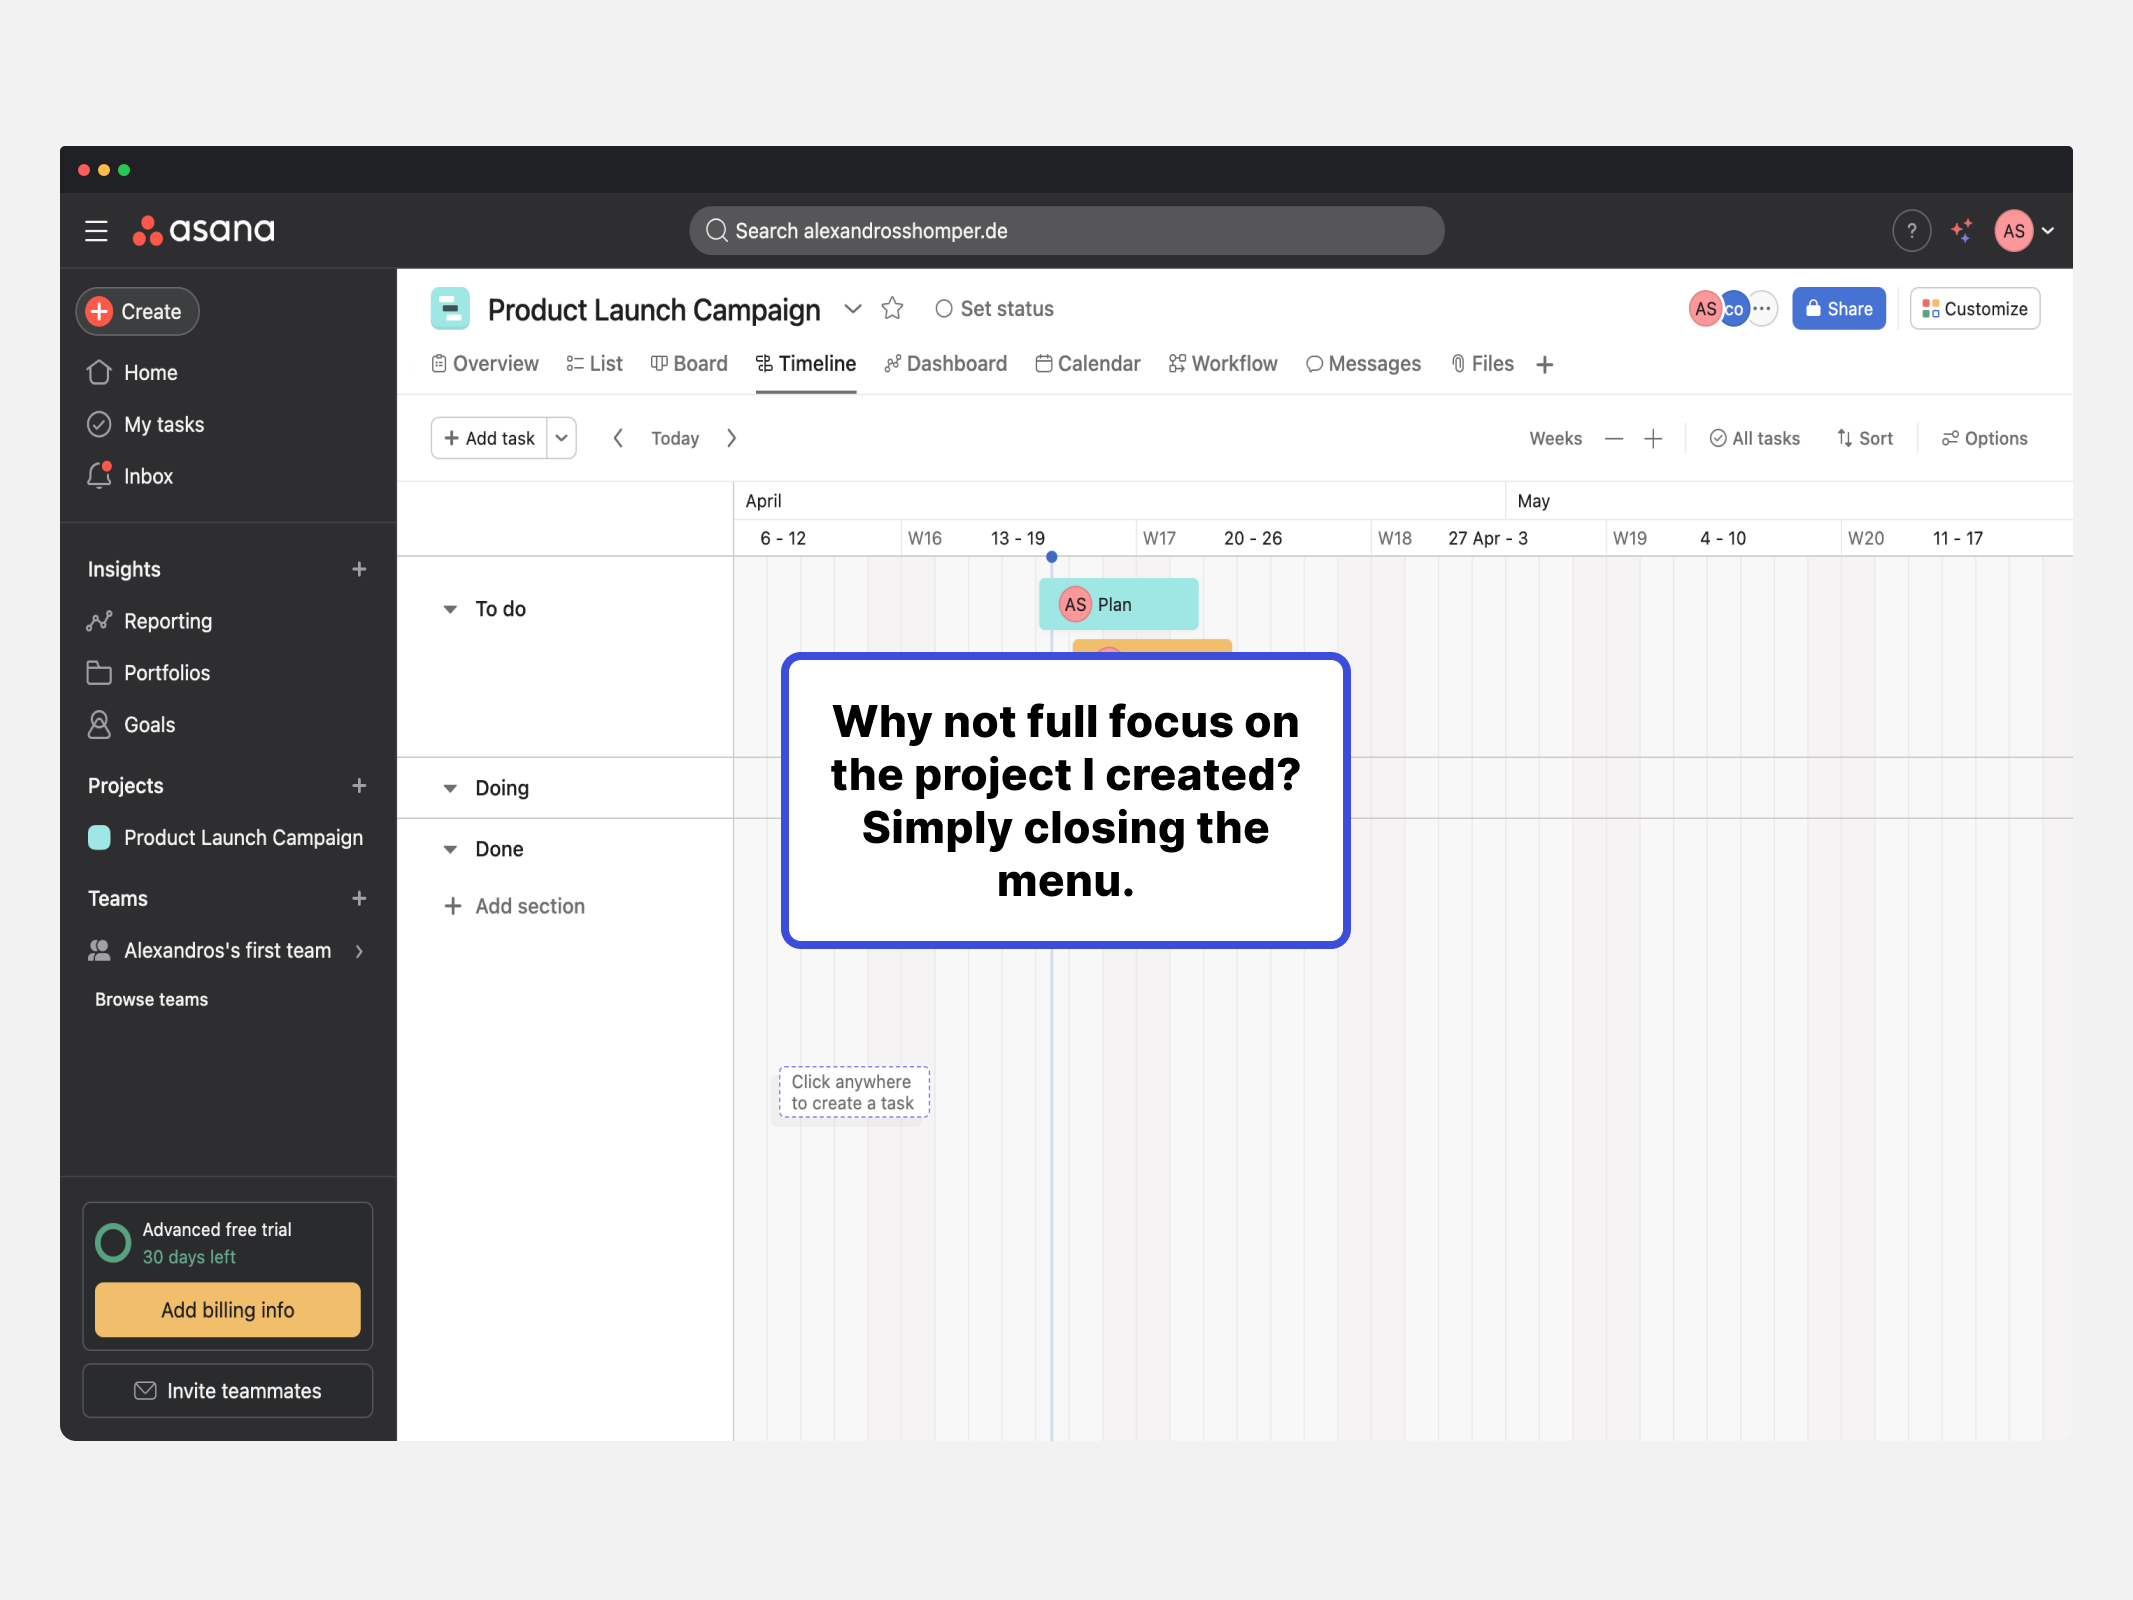 asana
Search alexandrosshomper.de
?
AS
Create
Home
My tasks
Inbox
Insights
Reporting
Portfolios
Goals
Projects
Product Launch Campaign
Teams
Alexandros's first team
Browse teams
Advanced free trial
30 days left
Add billing info
Invite teammates
Product Launch Campaign
Set status
AS
co
Share
Customize
Overview
List
Board
Timeline
Dashboard
Calendar
Workflow
Messages
Files
Add task
Today
Weeks
All tasks
Sort
Options
April
May
6 - 12
W16
13 - 19
W17
20 - 26
W18
27 Apr - 3
W19
4 - 10
W20
11 - 17
To do
AS
Plan
Doing
Done
Add section
Why not full focus on
the project I created?
Simply closing the
menu.
Click anywhere
to create a task